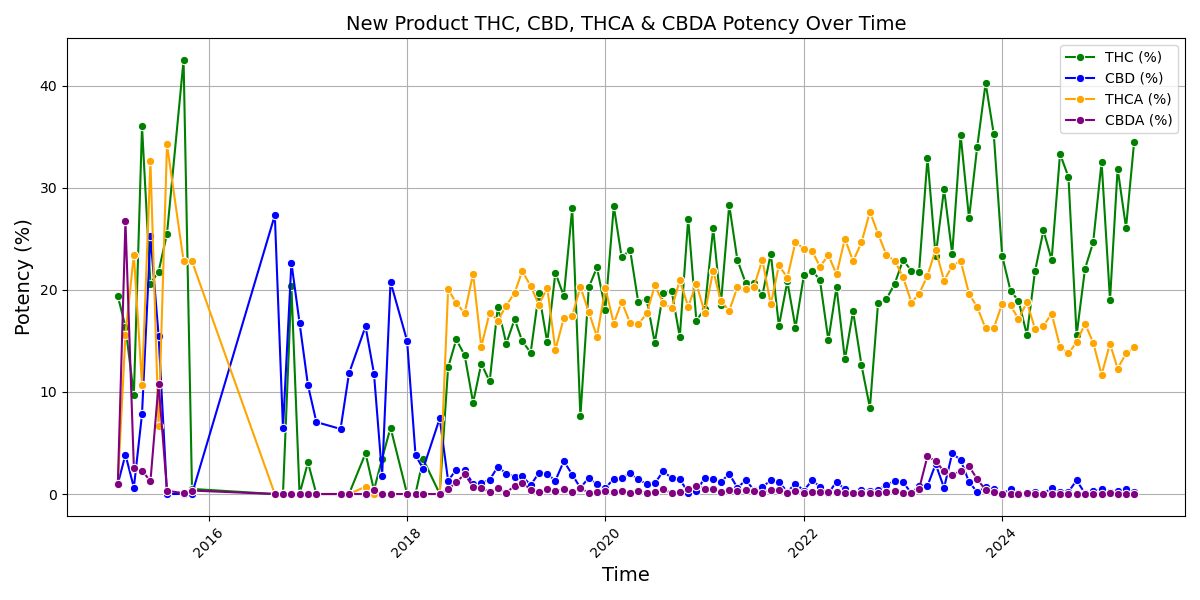 New Product THC, CBD, THCA & CBDA Potency Over Time
THC (%)
CBD (%)
THCA (%)
CBDA (%)
Potency (%)
40
30
20
10
0
2016
2018
2020
2022
2024
Time